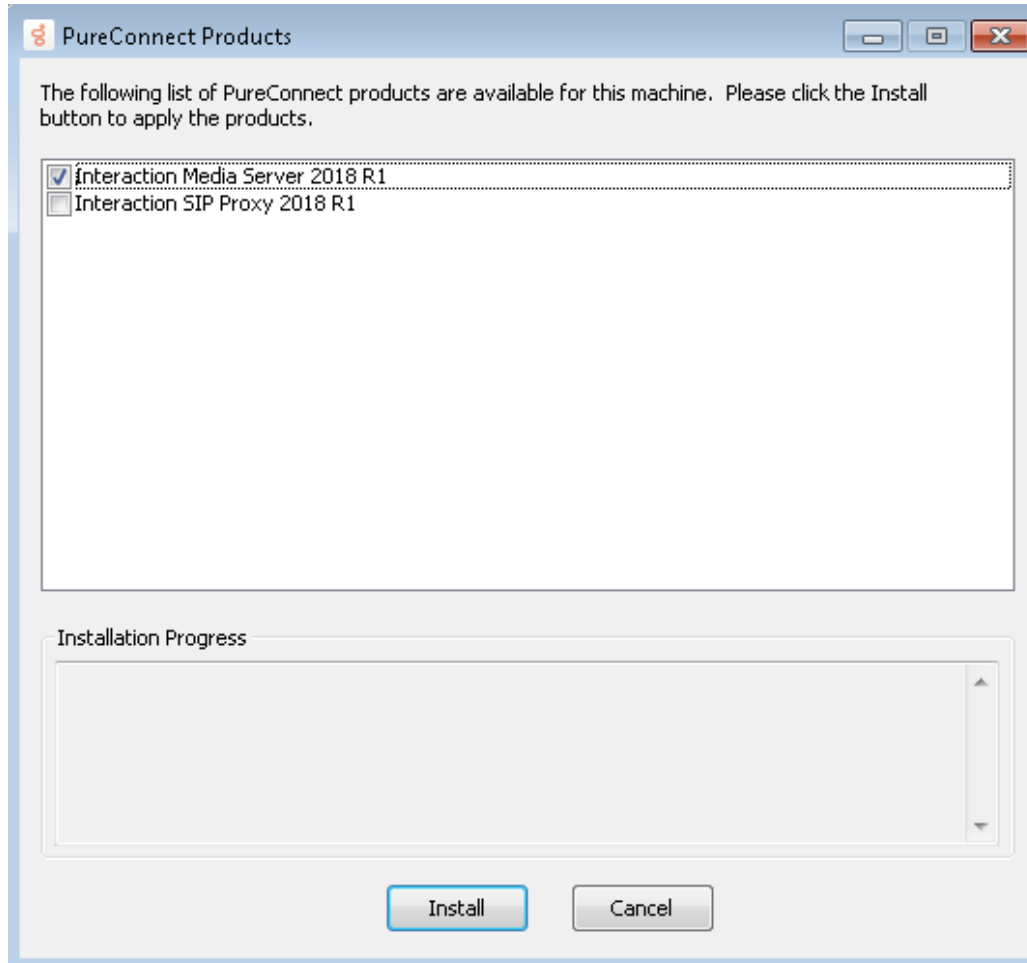 PureConnect Products
The following list of PureConnect products are available for this machine.  Please click the Install
button to apply the products.
Interaction Media Server 2018 R1
Interaction SIP Proxy 2018 R1
Installation Progress
Install
Cancel